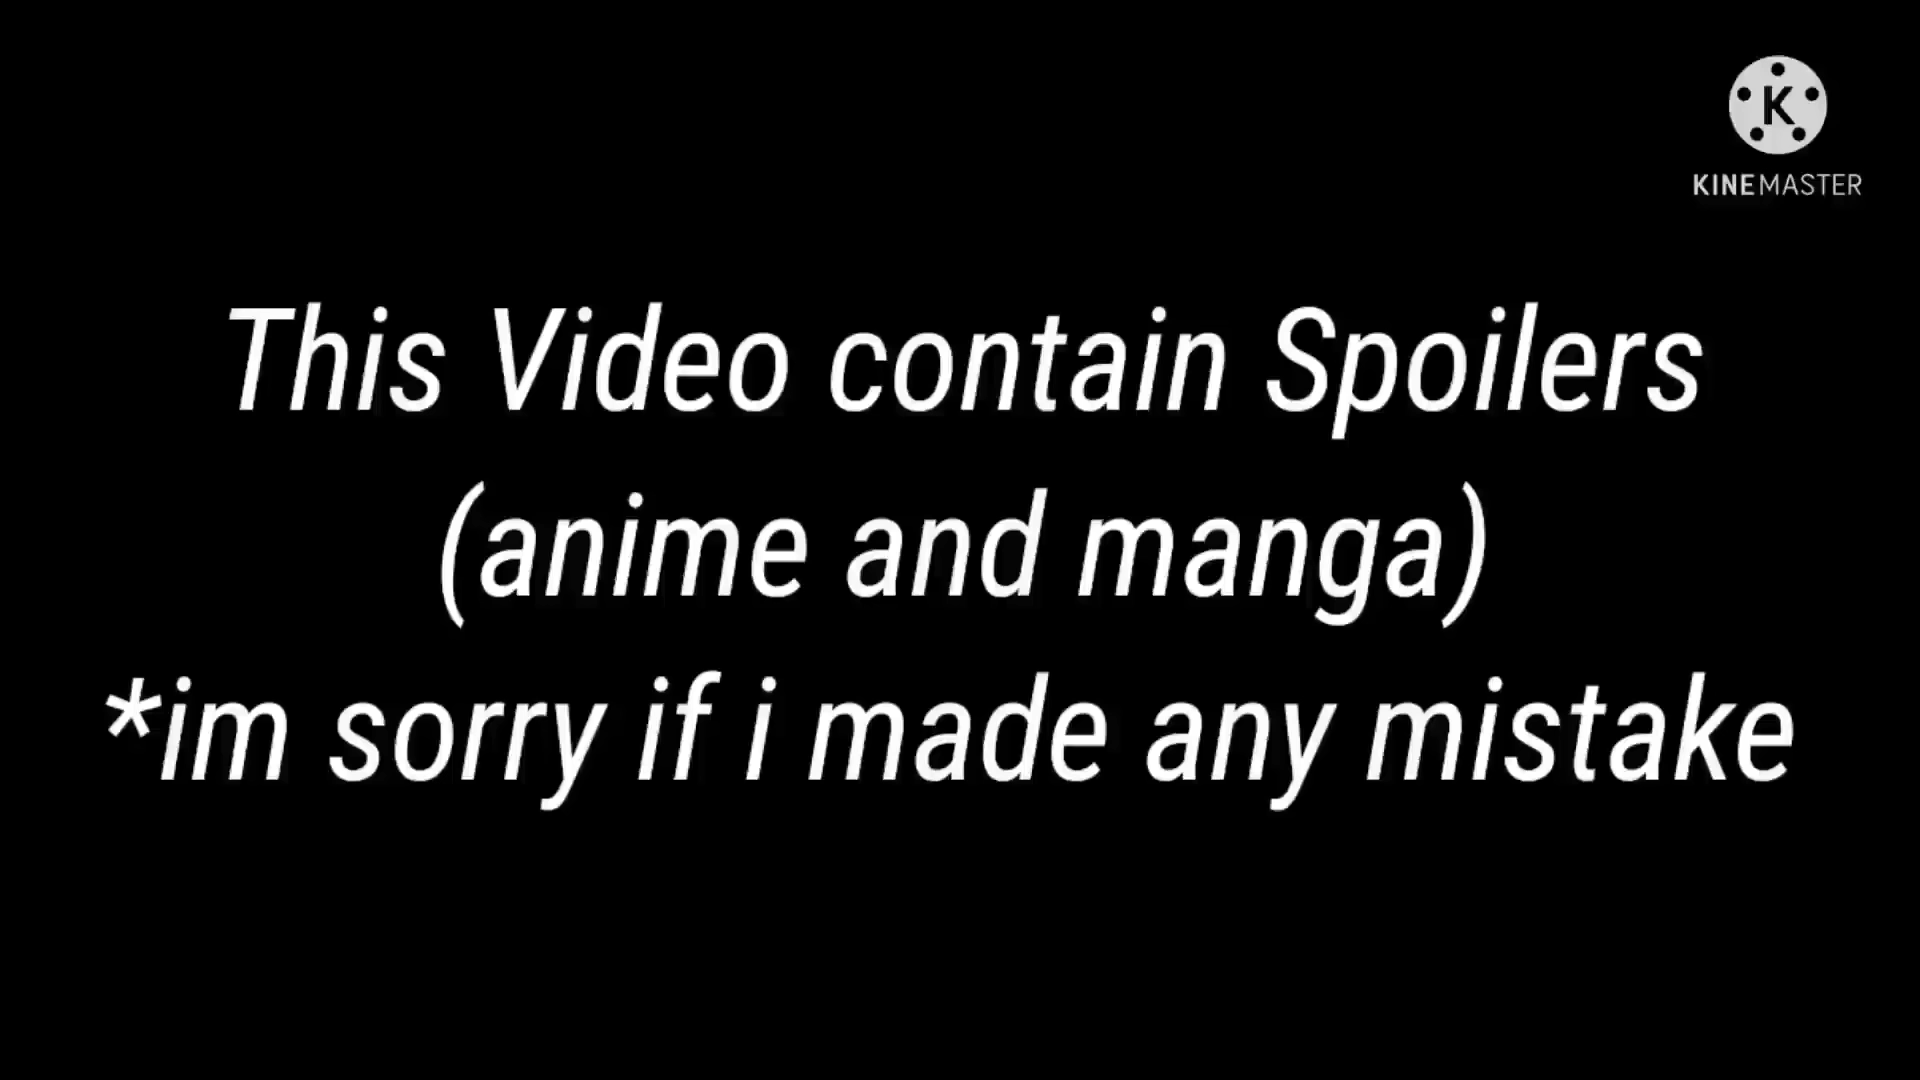 K
KINEMASTER
This Video contain Spoilers
(anime and manga)
*im sorry if i made any mistake